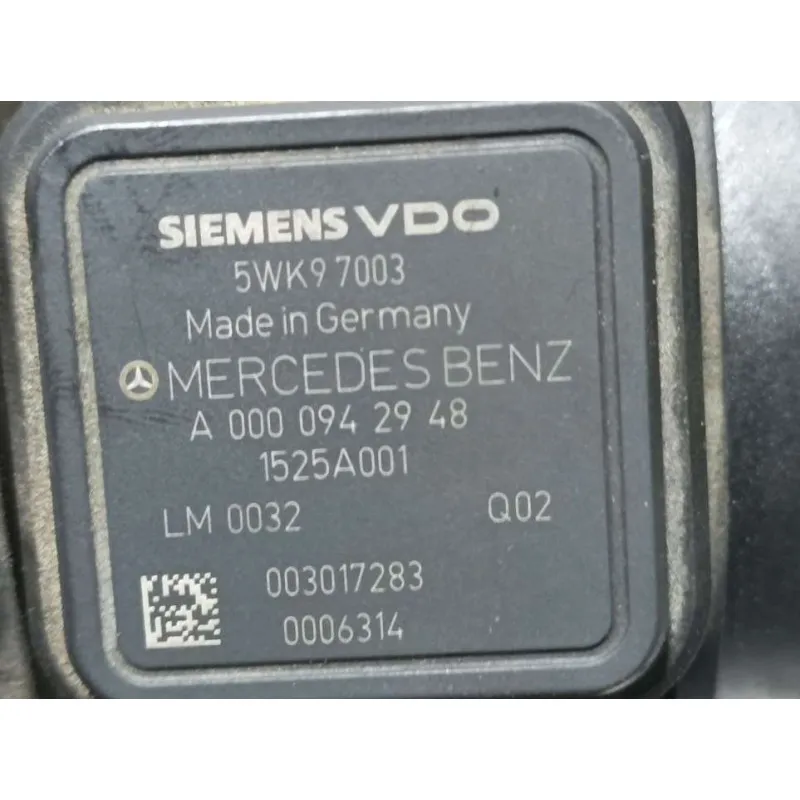 SIEMENS VDO
5WK9 7003
Made in Germany
MERCEDES BENZ
A 000 094 29 48
1525A001
LM 0032 Q02
003017283
0006314